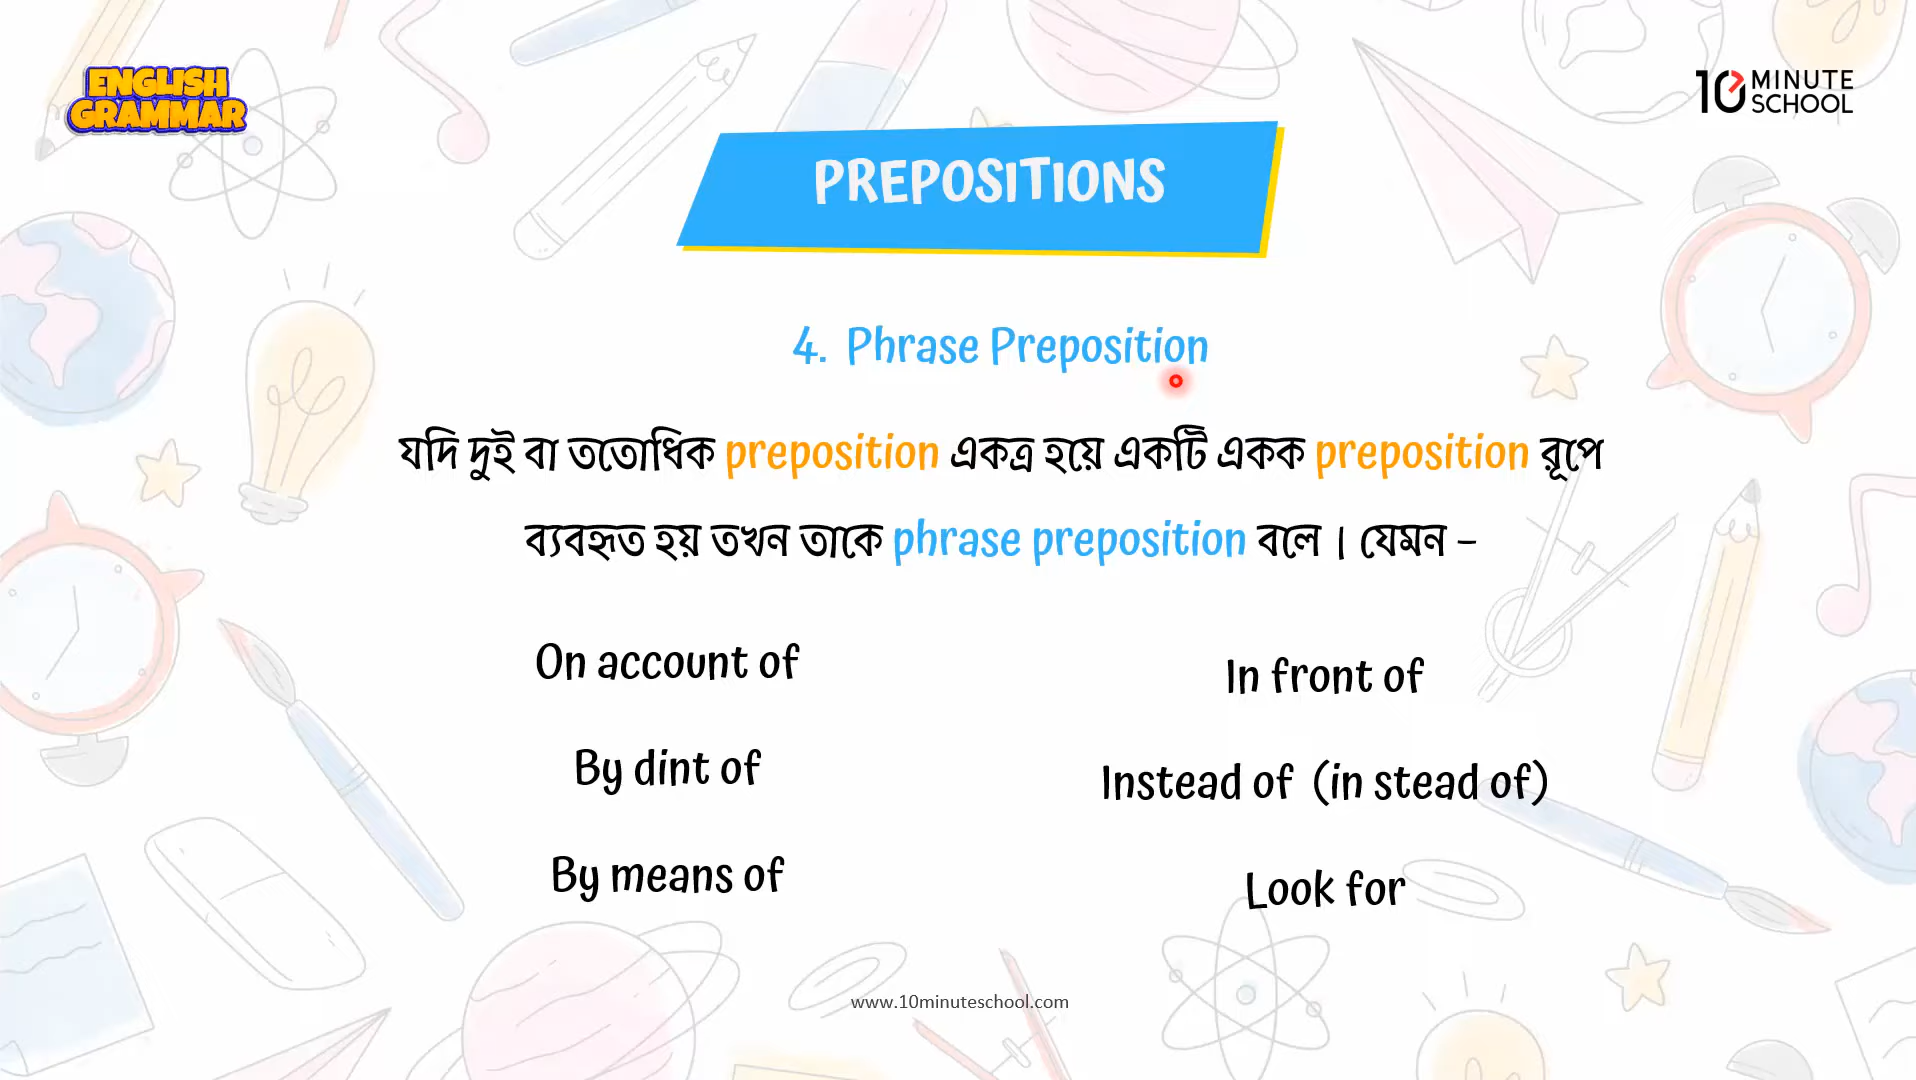 ENGLISH
GRAMMAR
10 MINUTE
SCHOOL
PREPOSITIONS
4. Phrase Preposition
যদি দুই বা ততোধিক preposition একত্র হয়ে একটি একক preposition রূপে
ব্যবহৃত হয় তখন তাকে phrase preposition বলে । যেমন –
On account of
By dint of
By means of
In front of
Instead of (in stead of)
Look for
www.10minuteschool.com